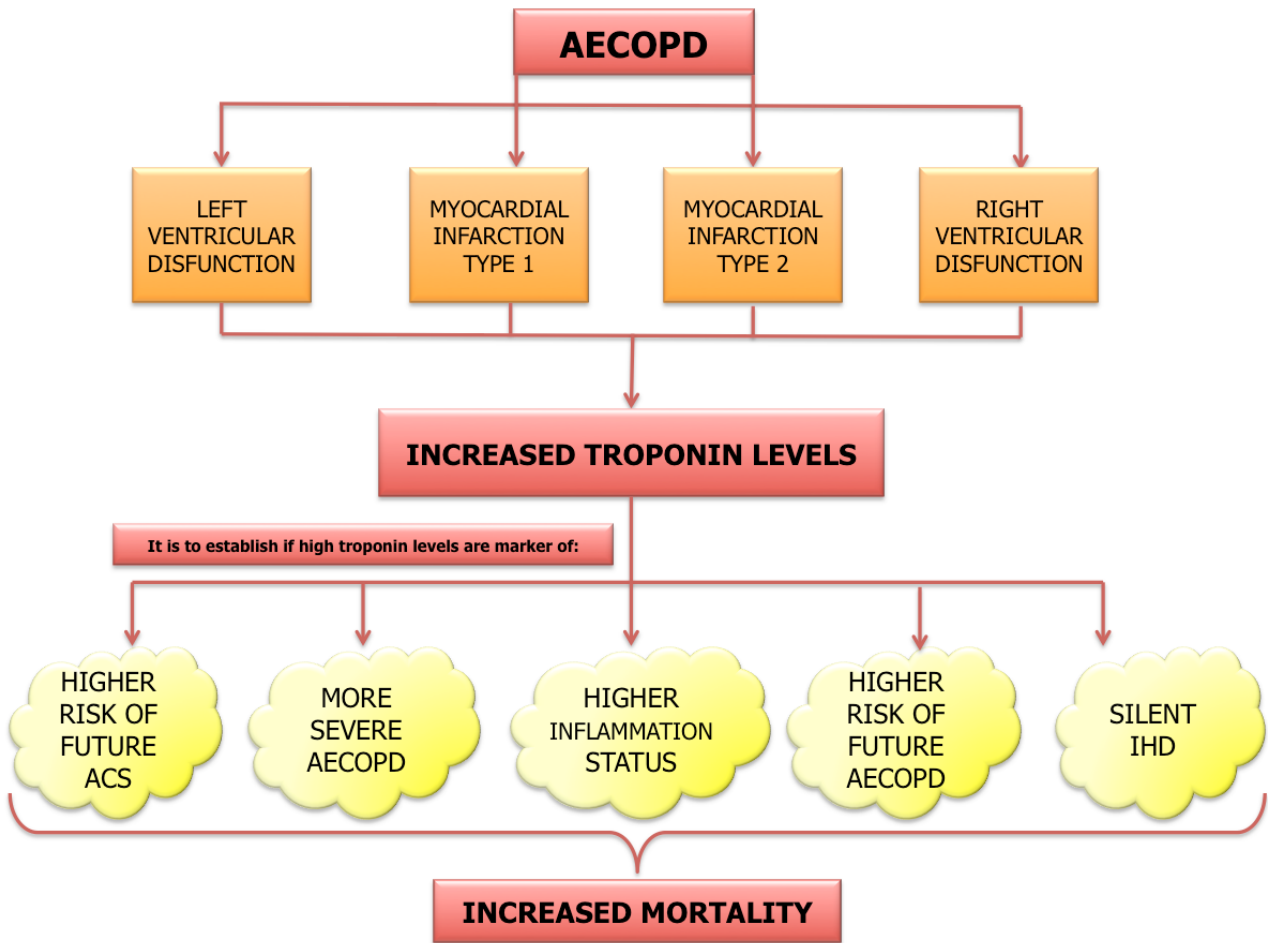 AECOPD
LEFT
VENTRICULAR
DISFUNCTION
MYOCARDIAL
INFARCTION
TYPE 1
MYOCARDIAL
INFARCTION
TYPE 2
RIGHT
VENTRICULAR
DISFUNCTION
INCREASED TROPONIN LEVELS
It is to establish if high troponin levels are marker of:
HIGHER
RISK OF
FUTURE
ACS
MORE
SEVERE
AECOPD
HIGHER
INFLAMMATION
STATUS
HIGHER
RISK OF
FUTURE
AECOPD
SILENT
IHD
INCREASED MORTALITY